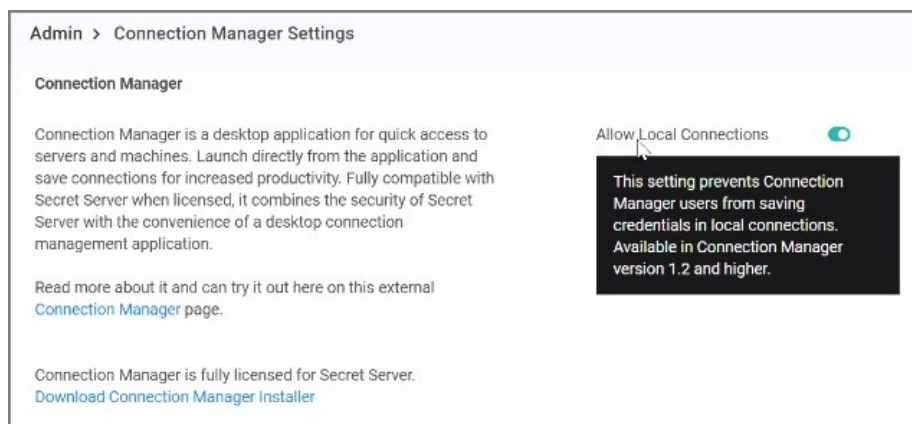 Admin > Connection Manager Settings
Connection Manager
Connection Manager is a desktop application for quick access to
servers and machines. Launch directly from the application and
save connections for increased productivity. Fully compatible with
Secret Server when licensed, it combines the security of Secret
Server with the convenience of a desktop connection
management application.
Read more about it and can try it out here on this external
Connection Manager page.
Connection Manager is fully licensed for Secret Server.
Download Connection Manager Installer
Allow Local Connections
This setting prevents Connection
Manager users from saving
credentials in local connections.
Available in Connection Manager
version 1.2 and higher.